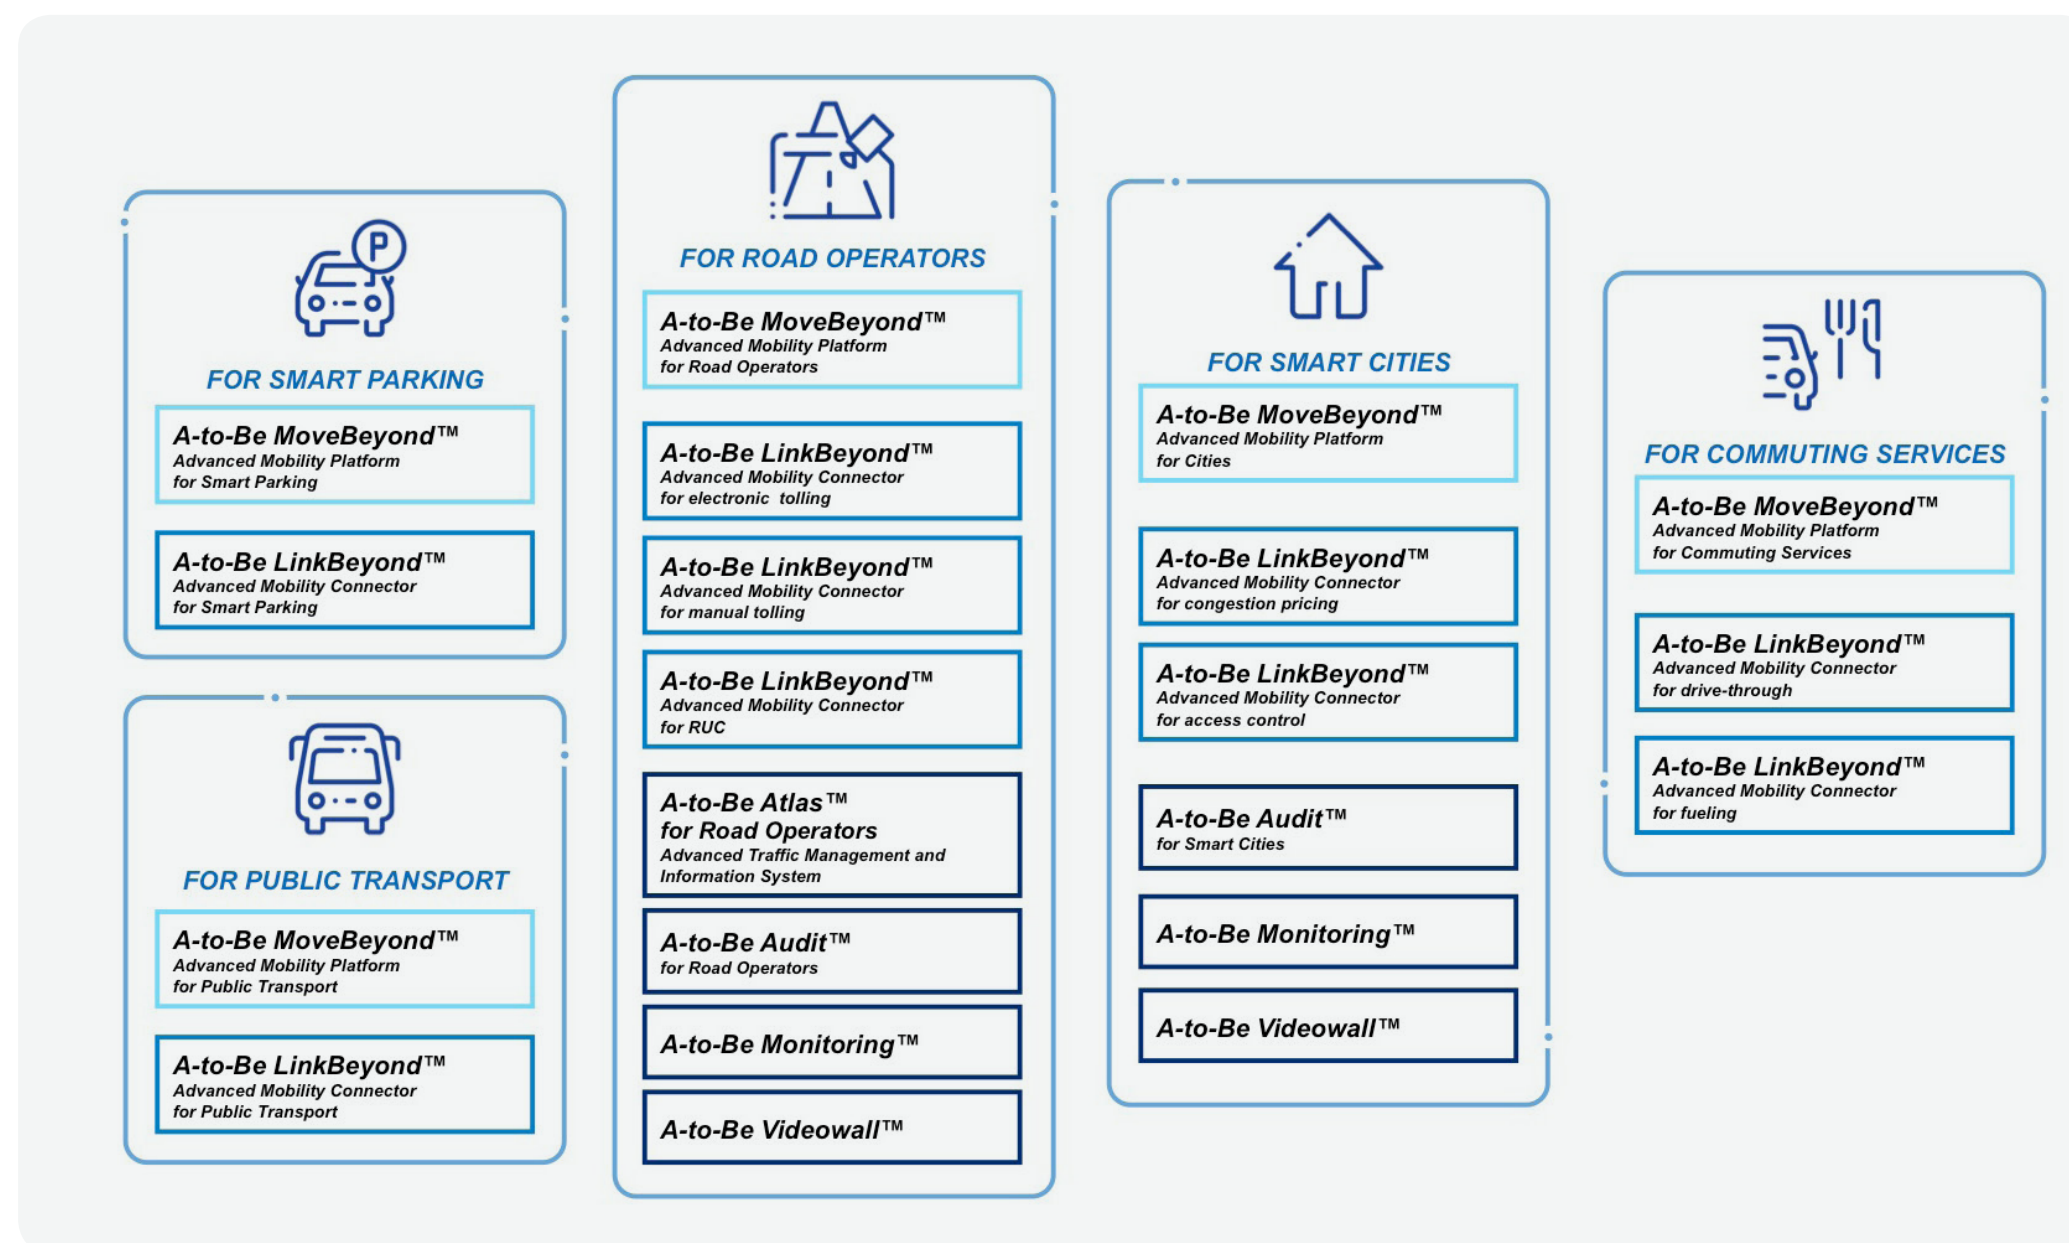 P
FOR SMART PARKING
A-to-Be MoveBeyond™
Advanced Mobility Platform
for Smart Parking
A-to-Be LinkBeyond™
Advanced Mobility Connector
for Smart Parking
FOR PUBLIC TRANSPORT
A-to-Be MoveBeyond™
Advanced Mobility Platform
for Public Transport
A-to-Be LinkBeyond™
Advanced Mobility Connector
for Public Transport
FOR ROAD OPERATORS
A-to-Be MoveBeyond™
Advanced Mobility Platform
for Road Operators
A-to-Be LinkBeyond™
Advanced Mobility Connector
for electronic tolling
A-to-Be LinkBeyond™
Advanced Mobility Connector
for manual tolling
A-to-Be LinkBeyond™
Advanced Mobility Connector
for RUC
A-to-Be Atlas™
for Road Operators
Advanced Traffic Management and
Information System
A-to-Be Audit™
for Road Operators
A-to-Be Monitoring™
A-to-Be Videowall™
FOR SMART CITIES
A-to-Be MoveBeyond™
Advanced Mobility Platform
for Cities
A-to-Be LinkBeyond™
Advanced Mobility Connector
for congestion pricing
A-to-Be LinkBeyond™
Advanced Mobility Connector
for access control
A-to-Be Audit™
for Smart Cities
A-to-Be Monitoring™
A-to-Be Videowall™
FOR COMMUTING SERVICES
A-to-Be MoveBeyond™
Advanced Mobility Platform
for Commuting Services
A-to-Be LinkBeyond™
Advanced Mobility Connector
for drive-through
A-to-Be LinkBeyond™
Advanced Mobility Connector
for fueling